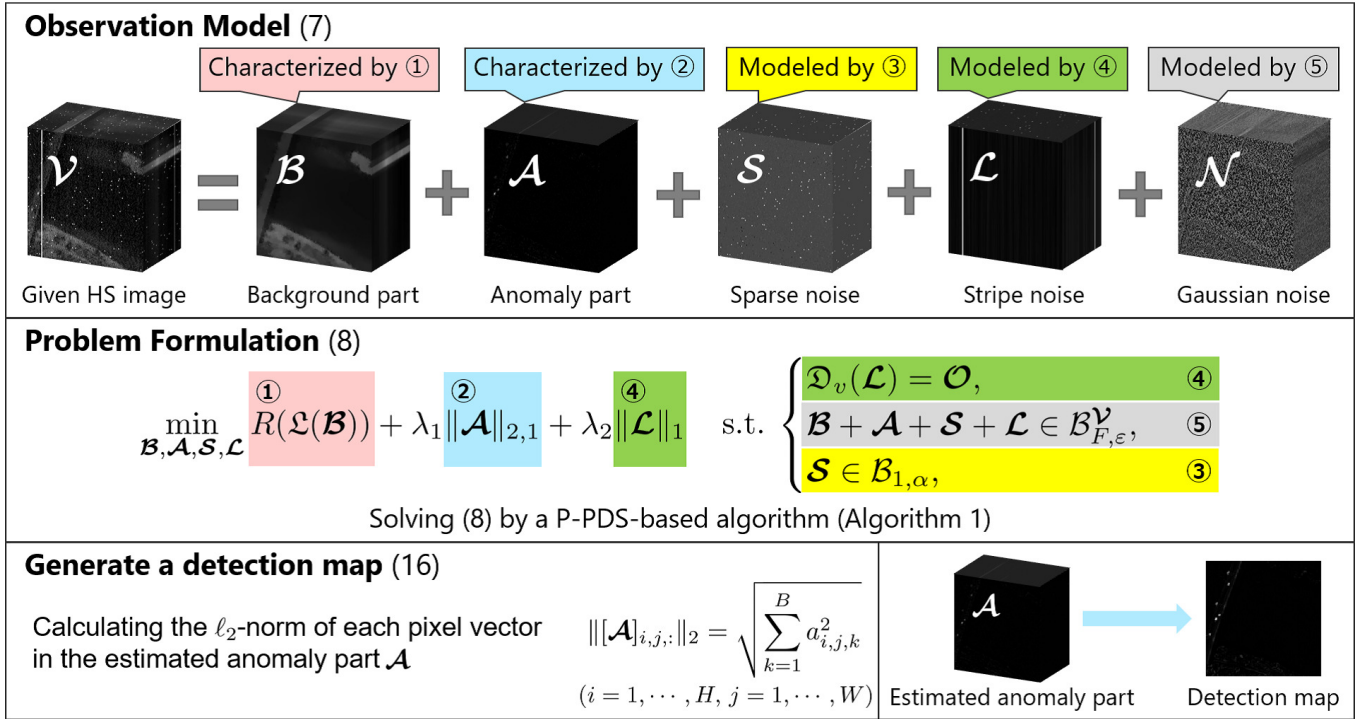 Observation Model (7)
Characterized by ① Characterized by ② Modeled by ③ Modeled by ④ Modeled by ⑤
𝓥 = 𝓑 + 𝓐 + 𝓢 + 𝓛 + 𝓝
Given HS image Background part Anomaly part Sparse noise Stripe noise Gaussian noise
Problem Formulation (8)
① ② ④
min R(𝔏(𝓑)) + λ₁‖𝓐‖₂,₁ + λ₂‖𝓛‖₁ s.t.
𝓑,𝓐,𝓢,𝓛
𝔇ᵥ(𝓛) = 𝓞, ④
𝓑 + 𝓐 + 𝓢 + 𝓛 ∈ ℬ_{F,ε}^{𝓥}, ⑤
𝓢 ∈ ℬ_{1,α}, ③
Solving (8) by a P-PDS-based algorithm (Algorithm 1)
Generate a detection map (16)
Calculating the ℓ₂-norm of each pixel vector
in the estimated anomaly part 𝓐
‖[𝓐]_{i,j,:}‖₂ = √(∑_{k=1}^{B} a²_{i,j,k})
(i = 1, ⋯ , H, j = 1, ⋯ , W)
𝓐
Estimated anomaly part Detection map